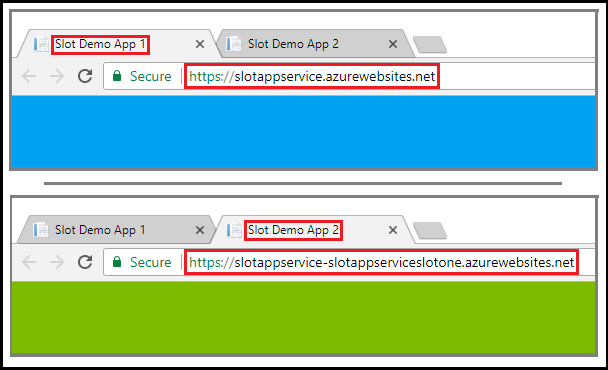 Slot Demo App 1 Slot Demo App 2
Secure https://slotappservice.azurewebsites.net
Slot Demo App 1 Slot Demo App 2
Secure https://slotappservice-slotappserviceslotone.azurewebsites.net